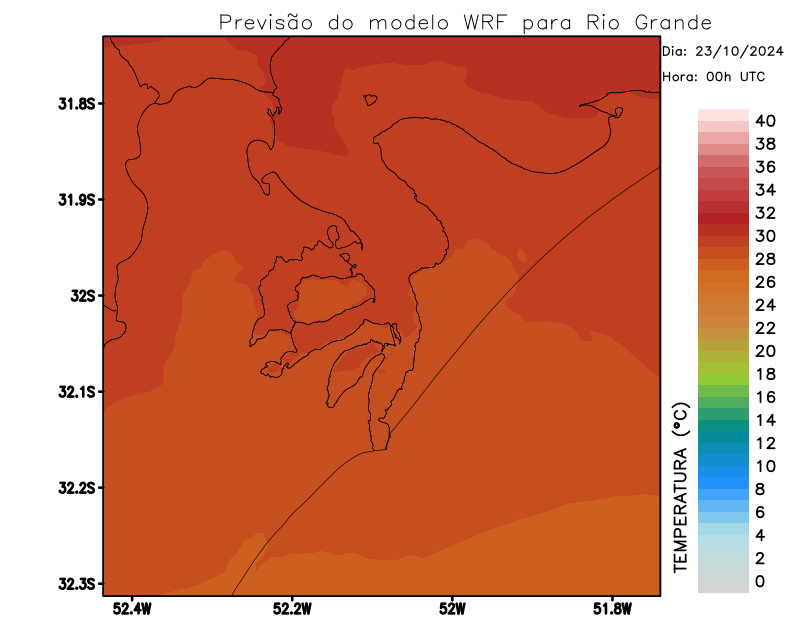 Previsão do modelo WRF para Rio Grande
Dia: 23/10/2024
Hora: 00h UTC
31.8S
31.9S
32S
32.1S
32.2S
32.3S
52.4W
52.2W
52W
51.8W
TEMPERATURA (°C)
40
38
36
34
32
30
28
26
24
22
20
18
16
14
12
10
8
6
4
2
0